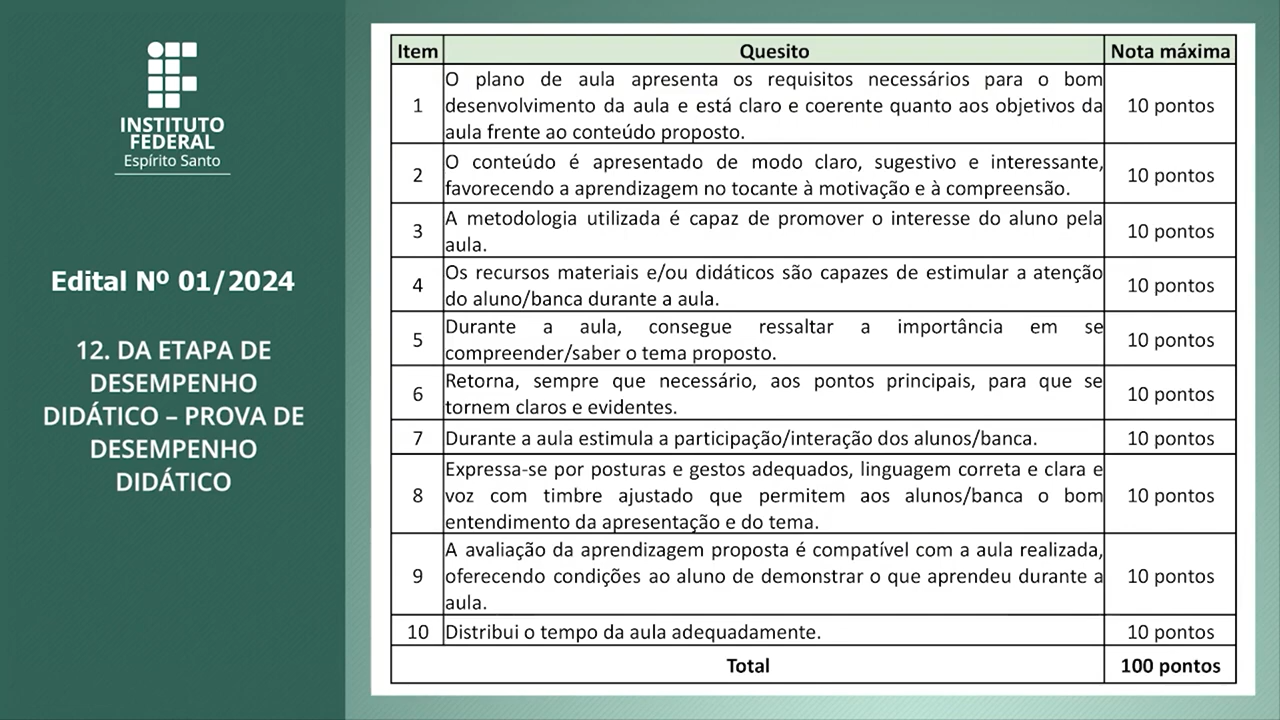 INSTITUTO
FEDERAL
Espírito Santo
Edital Nº 01/2024
12. DA ETAPA DE
DESEMPENHO
DIDÁTICO – PROVA DE
DESEMPENHO
DIDÁTICO
Item Quesito Nota máxima
1 O plano de aula apresenta os requisitos necessários para o bom
desenvolvimento da aula e está claro e coerente quanto aos objetivos da
aula frente ao conteúdo proposto.
10 pontos
2 O conteúdo é apresentado de modo claro, sugestivo e interessante,
favorecendo a aprendizagem no tocante à motivação e à compreensão.
10 pontos
3 A metodologia utilizada é capaz de promover o interesse do aluno pela
aula.
10 pontos
4 Os recursos materiais e/ou didáticos são capazes de estimular a atenção
do aluno/banca durante a aula.
10 pontos
5 Durante a aula, consegue ressaltar a importância em se
compreender/saber o tema proposto.
10 pontos
6 Retorna, sempre que necessário, aos pontos principais, para que se
tornem claros e evidentes.
10 pontos
7 Durante a aula estimula a participação/interação dos alunos/banca. 10 pontos
8 Expressa-se por posturas e gestos adequados, linguagem correta e clara e
voz com timbre ajustado que permitem aos alunos/banca o bom
entendimento da apresentação e do tema.
10 pontos
9 A avaliação da aprendizagem proposta é compatível com a aula realizada,
oferecendo condições ao aluno de demonstrar o que aprendeu durante a
aula.
10 pontos
10 Distribui o tempo da aula adequadamente. 10 pontos
Total 100 pontos